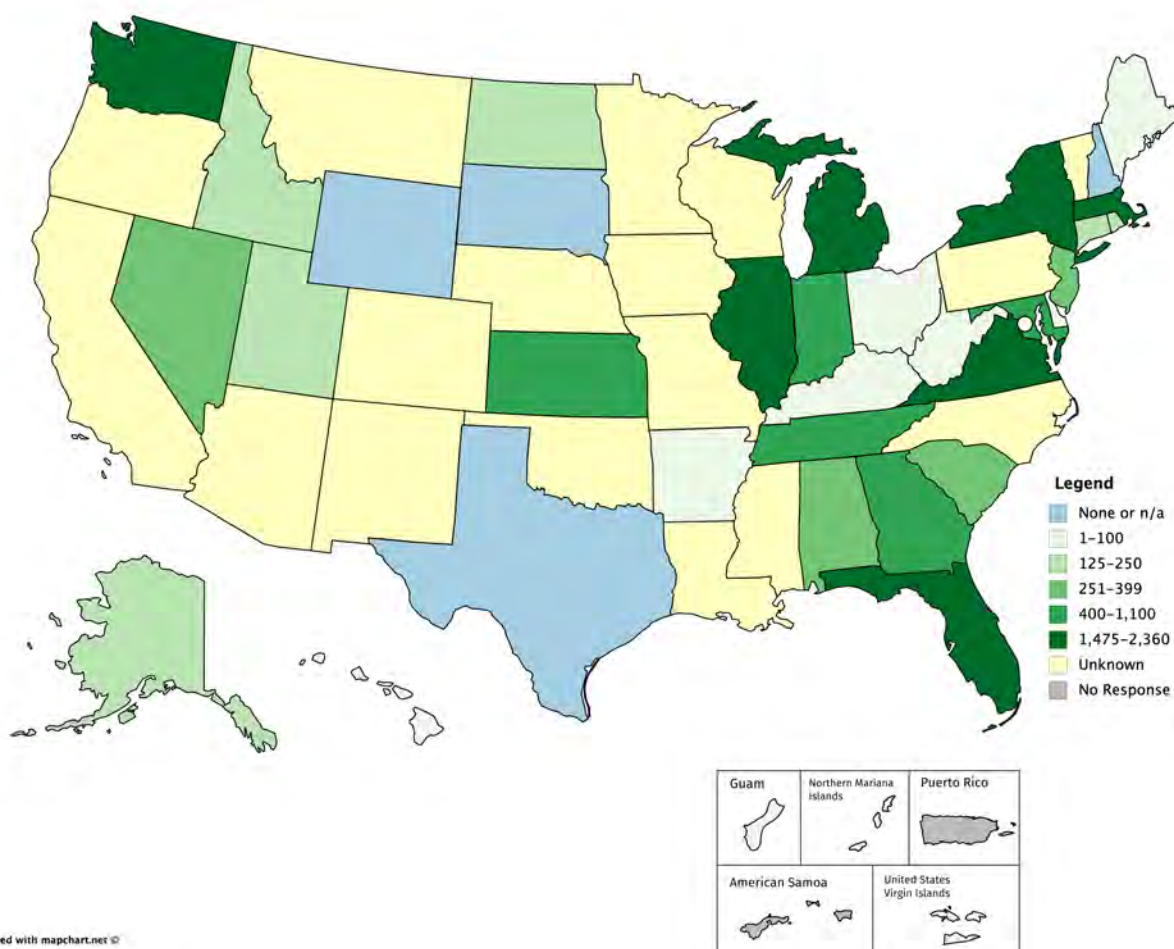 Legend
None or n/a
1–100
125–250
251–399
400–1,100
1,475–2,360
Unknown
No Response
Guam
Northern Mariana
Islands
Puerto Rico
American Samoa
United States
Virgin Islands
ed with mapchart.net ©